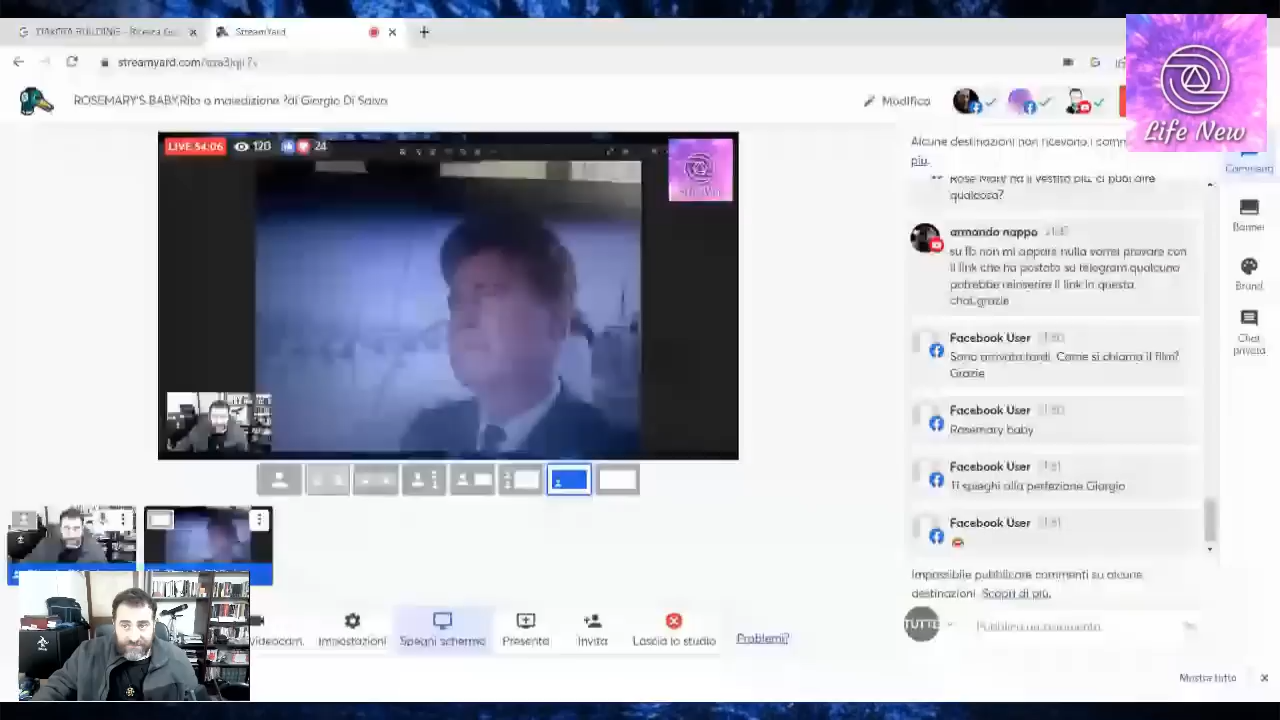 StreamYard
streamyard.com/
Life New
ROSEMARY'S BABY,Rito o maledizione ?di Giorgio Di Salvo
Modifica
LIVE 54:06
120
24
Alcune destinazioni non ricevono i comm
più.
Commenti
Rose Mary ha il vestito più, ci puoi dire
qualcosa?
Banner
armando nappo
su fb non mi appare nulla vorrei provare con
il link che ha postato su telegram,qualcuno
potrebbe reinserire il link in questa
chat,grazie
Brand
Chat
privata
Facebook User
Sono arrivata tardi. Come si chiama il film?
Grazie
Facebook User
Rosemary baby
Facebook User
Ti spieghi alla perfezione Giorgio
Facebook User
Impossibile pubblicare commenti su alcune
destinazioni. Scopri di più.
TUTTE
Pubblica un commento
videocam.
Impostazioni
Spegni schermo
Presenta
Invita
Lascia lo studio
Problemi?
Mostra tutto